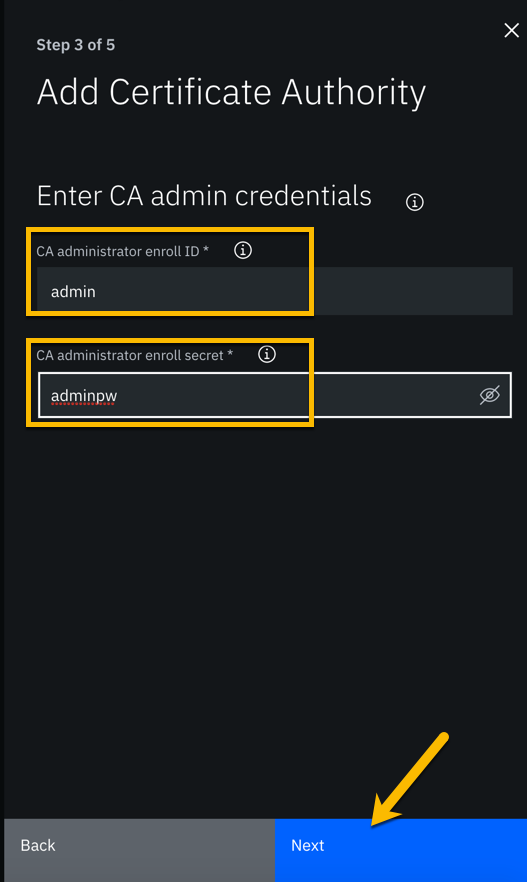 Step 3 of 5
Add Certificate Authority
Enter CA admin credentials
CA administrator enroll ID *
admin
CA administrator enroll secret *
adminpw
Back
Next